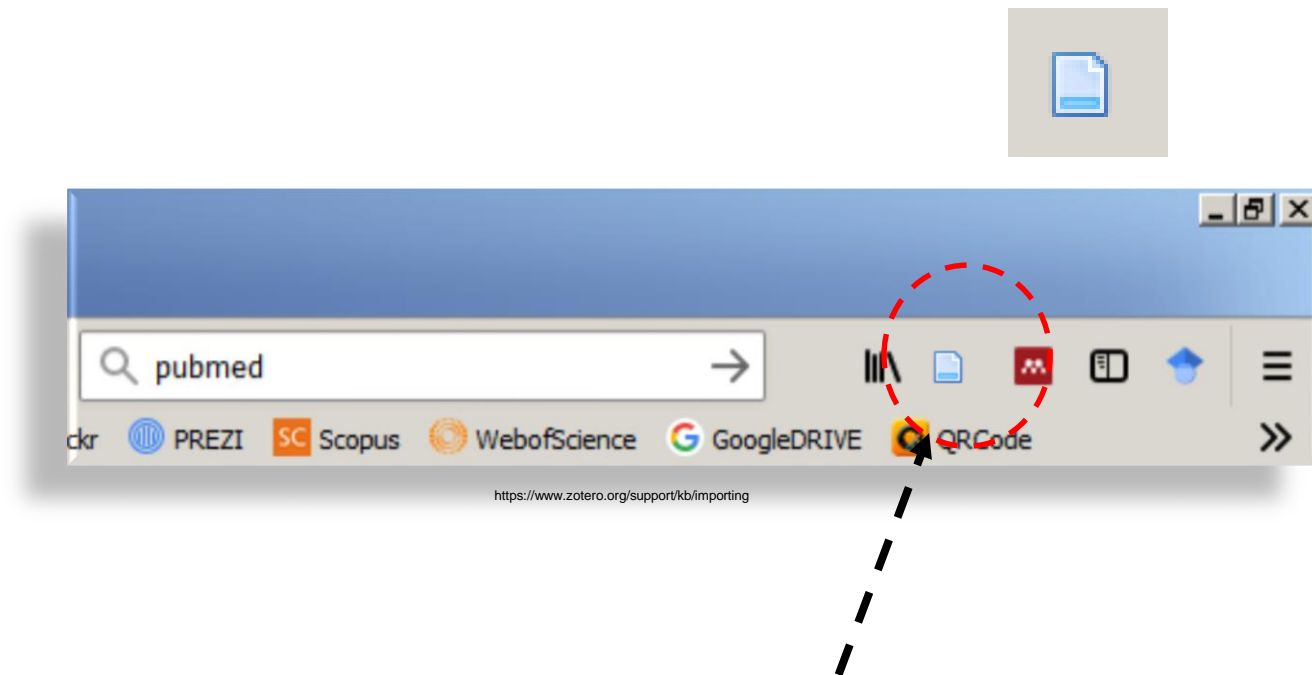 pubmed
ckr PREZI SC Scopus WebofScience G GoogleDRIVE QRCode
https://www.zotero.org/support/kb/importing